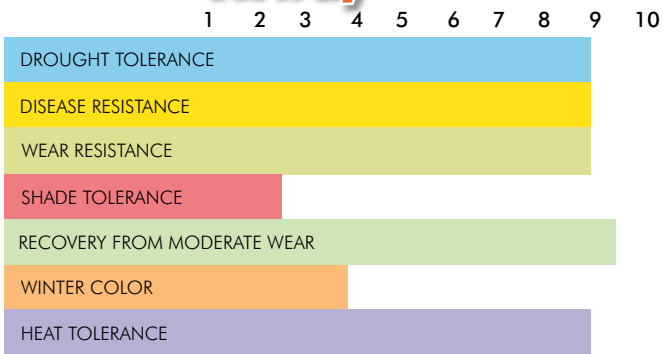 1 2 3 4 5 6 7 8 9 10
DROUGHT TOLERANCE
DISEASE RESISTANCE
WEAR RESISTANCE
SHADE TOLERANCE
RECOVERY FROM MODERATE WEAR
WINTER COLOR
HEAT TOLERANCE